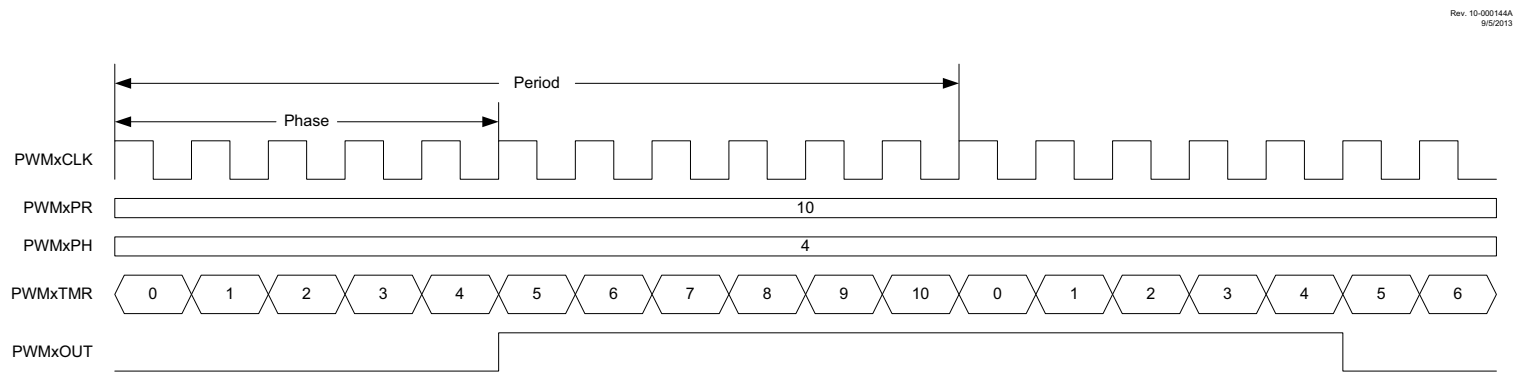 Rev. 10-000144A
9/5/2013
Period
Phase
PWMxCLK
PWMxPR 10
PWMxPH 4
PWMxTMR 0 1 2 3 4 5 6 7 8 9 10 0 1 2 3 4 5 6
PWMxOUT